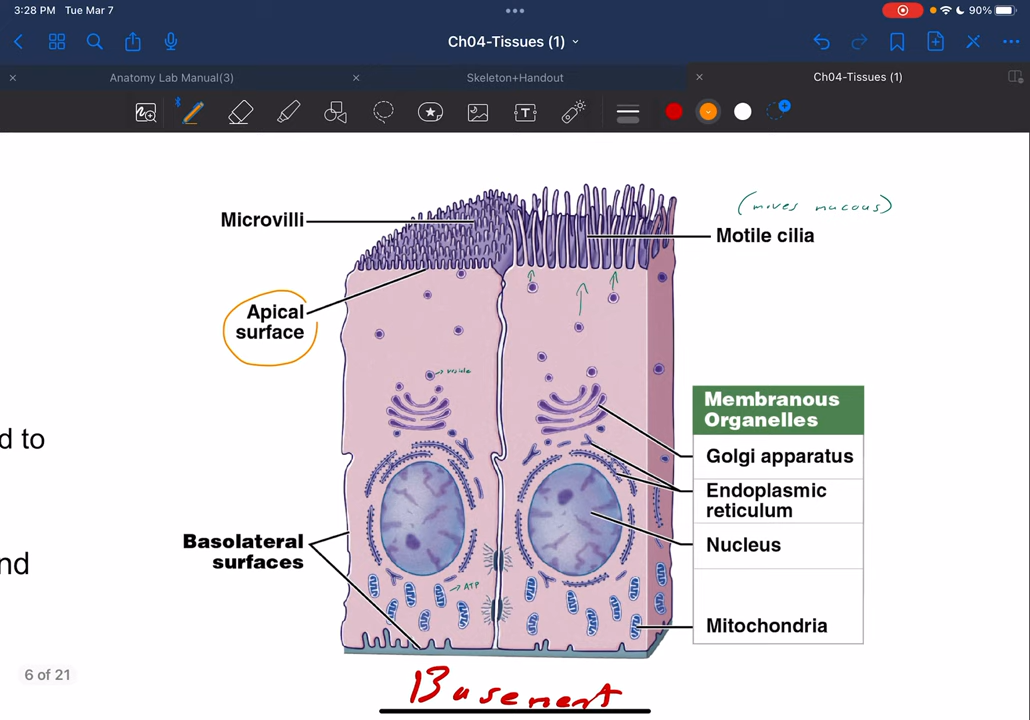 3:28 PM Tue Mar 7
90%
Ch04-Tissues (1)
Anatomy Lab Manual(3)
Skeleton+Handout
Ch04-Tissues (1)
(moves mucous)
Microvilli
Motile cilia
Apical
surface
vesicle
Membranous
Organelles
d to
Golgi apparatus
Endoplasmic
reticulum
Basolateral
surfaces
Nucleus
nd
ATP
Mitochondria
6 of 21
Basement